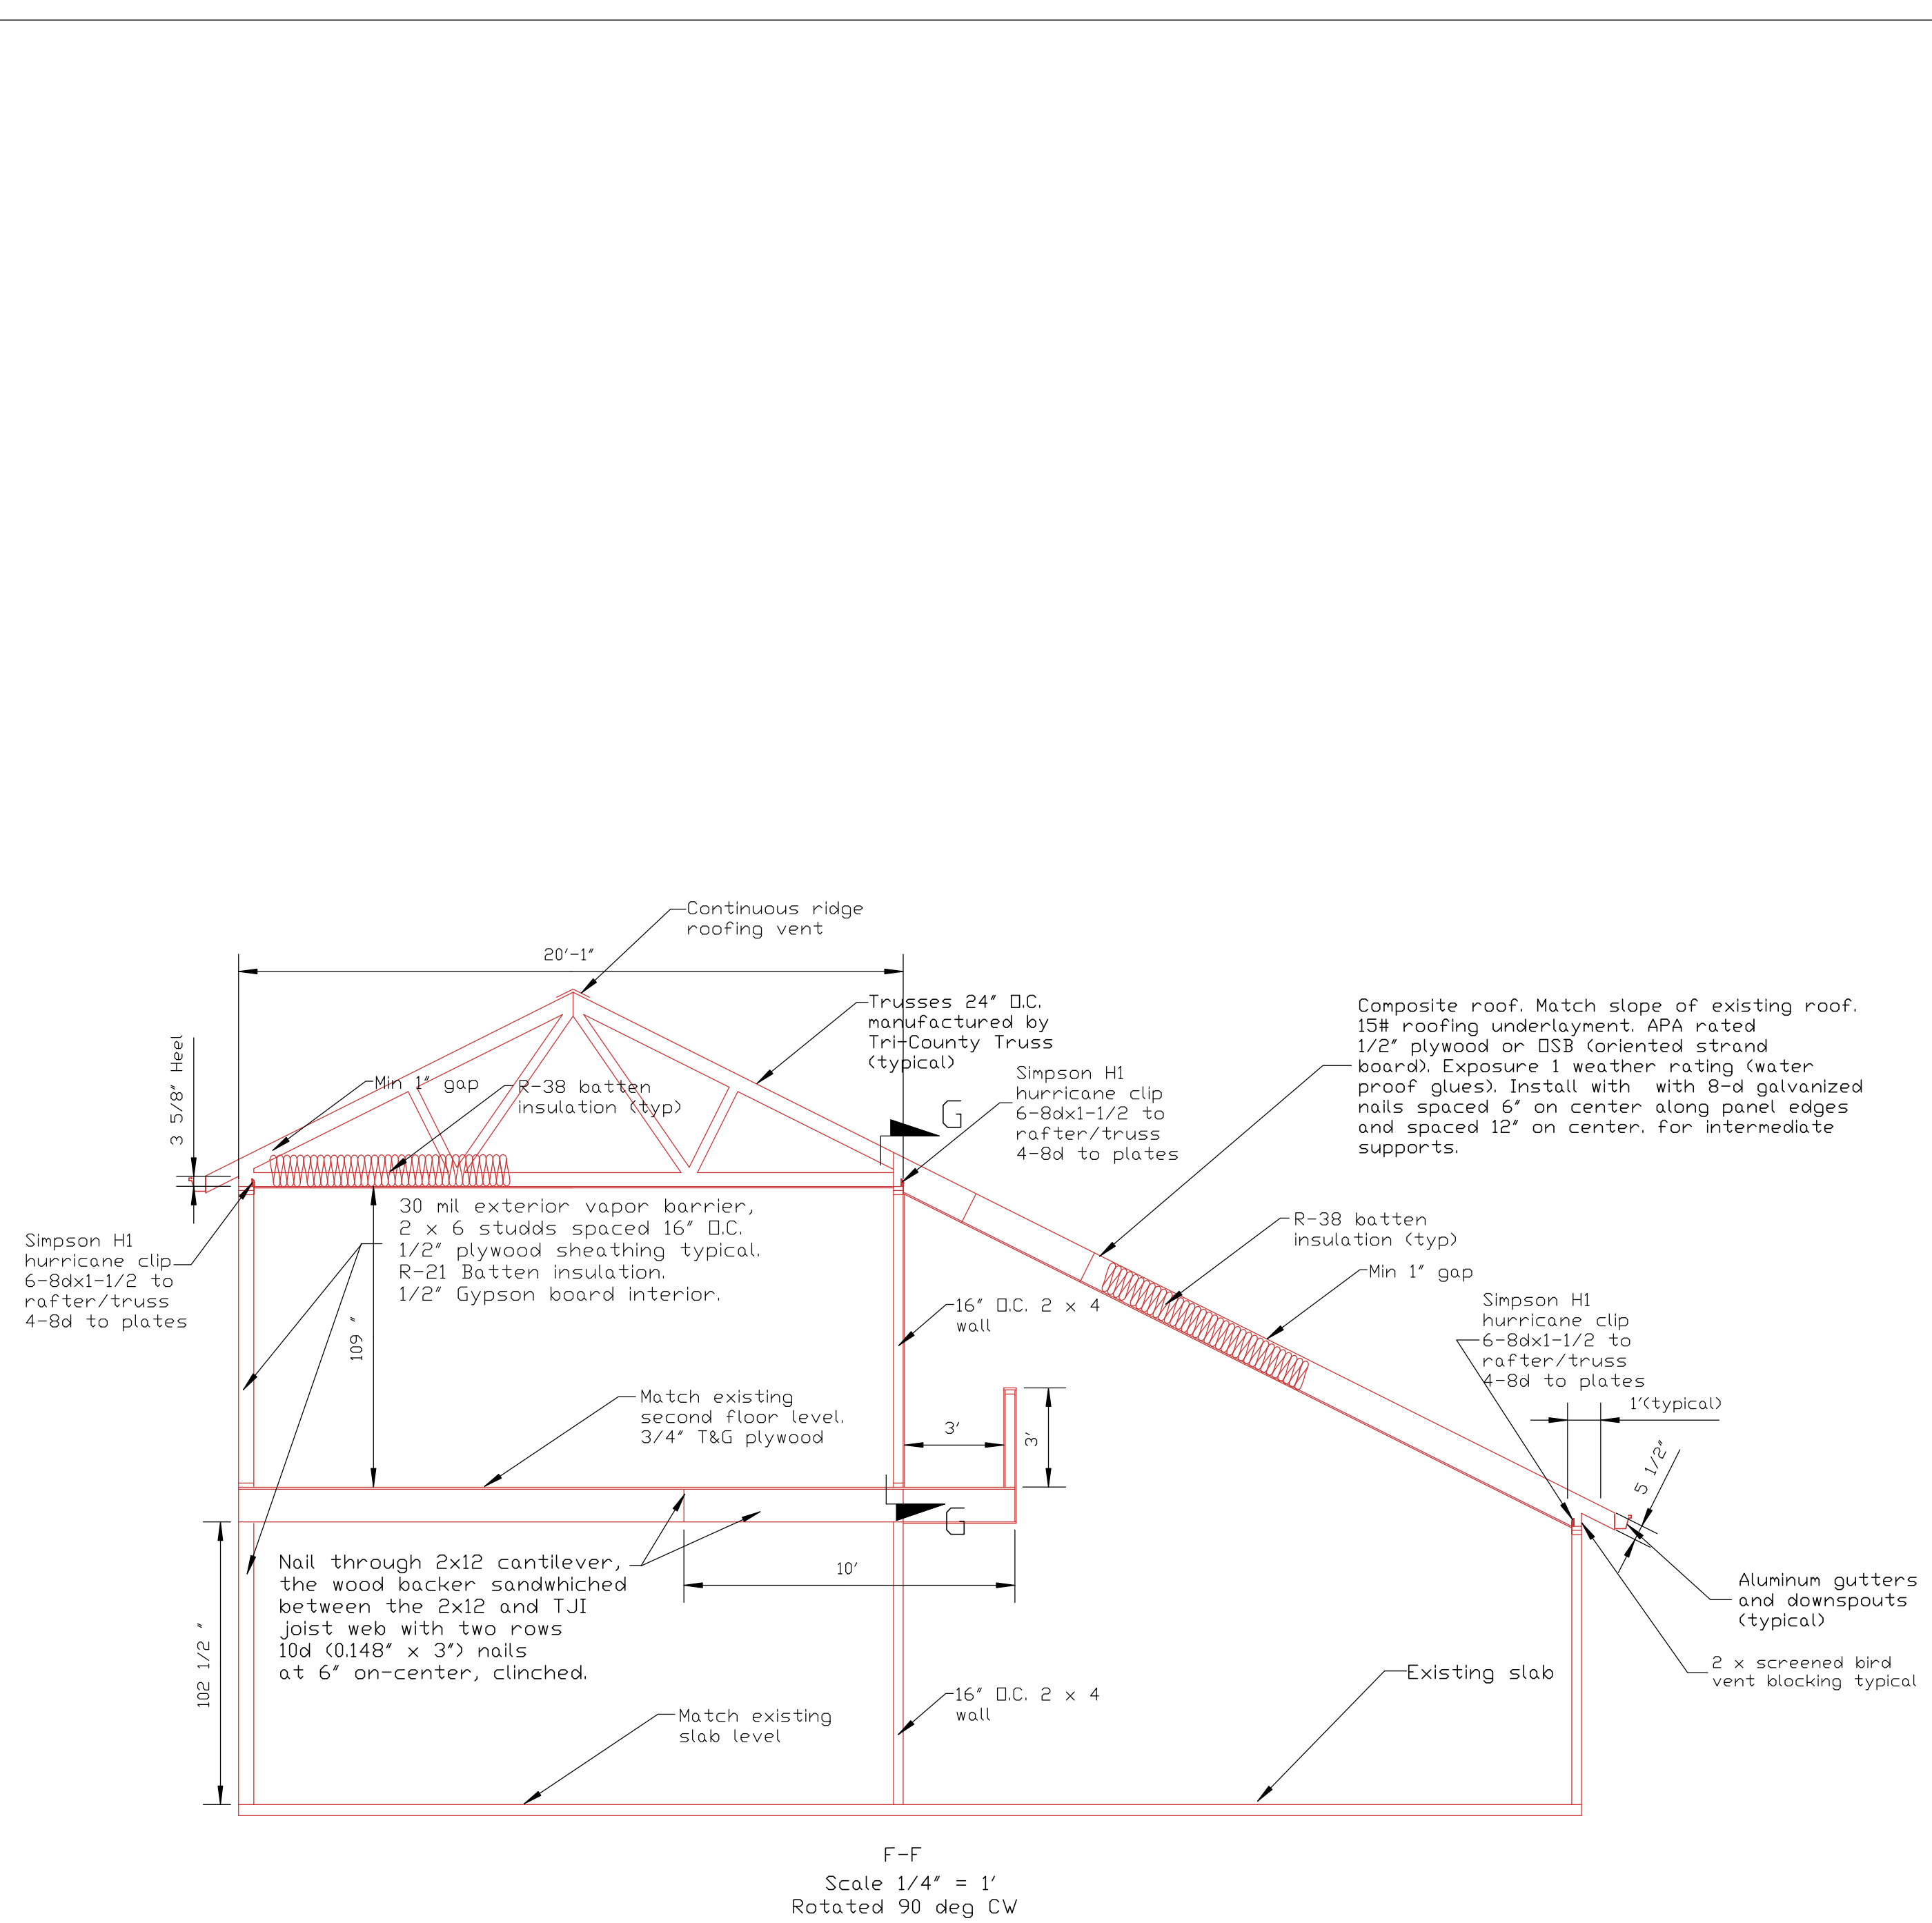 Continuous ridge
roofing vent
20'-1"
Trusses 24" O.C.
manufactured by
Tri-County Truss
(typical)
Composite roof. Match slope of existing roof.
15# roofing underlayment. APA rated
1/2" plywood or OSB (oriented strand
board). Exposure 1 weather rating (water
proof glues). Install with with 8-d galvanized
nails spaced 6" on center along panel edges
and spaced 12" on center. for intermediate
supports.
3 5/8" Heel
Min 1" gap
R-38 batten
insulation (typ)
Simpson H1
hurricane clip
6-8dx1-1/2 to
rafter/truss
4-8d to plates
G
30 mil exterior vapor barrier,
2 x 6 studds spaced 16" O.C.
1/2" plywood sheathing typical.
R-21 Batten insulation.
1/2" Gypson board interior.
Simpson H1
hurricane clip
6-8dx1-1/2 to
rafter/truss
4-8d to plates
R-38 batten
insulation (typ)
Min 1" gap
109 "
16" O.C. 2 x 4
wall
Simpson H1
hurricane clip
6-8dx1-1/2 to
rafter/truss
4-8d to plates
1'(typical)
Match existing
second floor level.
3/4" T&G plywood
3'
3'
5 1/2"
G
Nail through 2x12 cantilever,
the wood backer sandwhiched
between the 2x12 and TJI
joist web with two rows
10d (0.148" x 3") nails
at 6" on-center, clinched.
10'
Aluminum gutters
and downspouts
(typical)
102 1/2 "
2 x screened bird
vent blocking typical
Existing slab
16" O.C. 2 x 4
wall
Match existing
slab level
F-F
Scale 1/4" = 1'
Rotated 90 deg CW